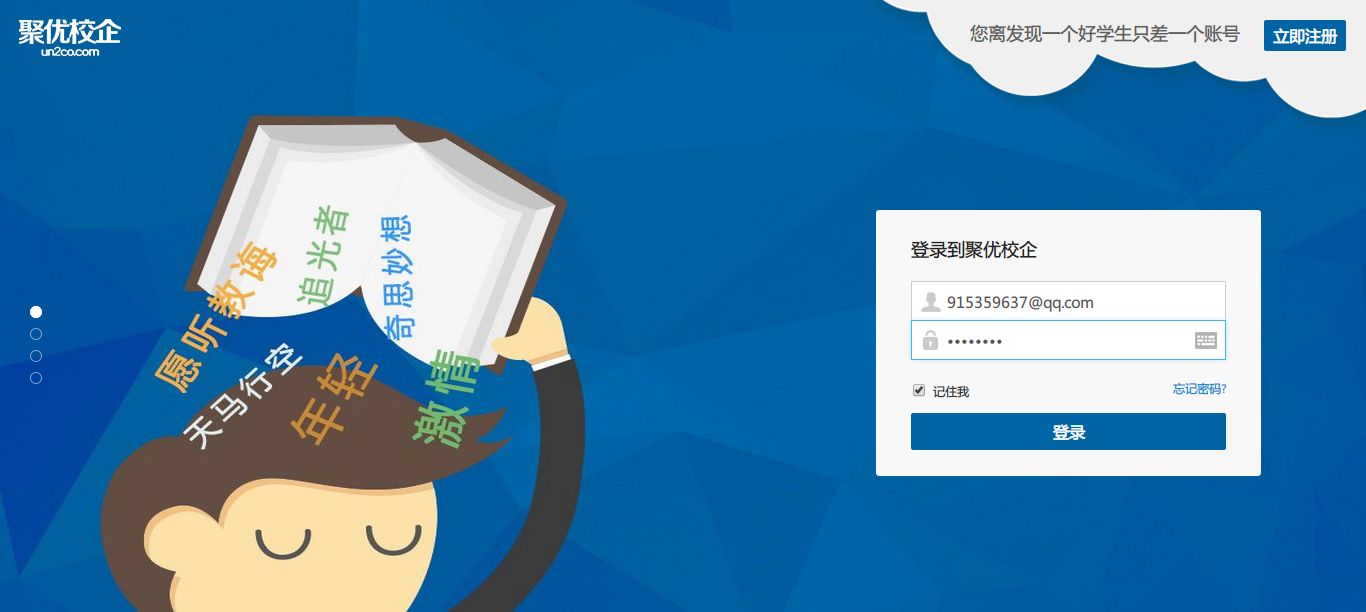 聚优校企
un2co.com
您离发现一个好学生只差一个账号
立即注册
愿听教诲
追光者
奇思妙想
天马行空
年轻
激情
登录到聚优校企
915359637@qq.com
••••••••
记住我
忘记密码?
登录